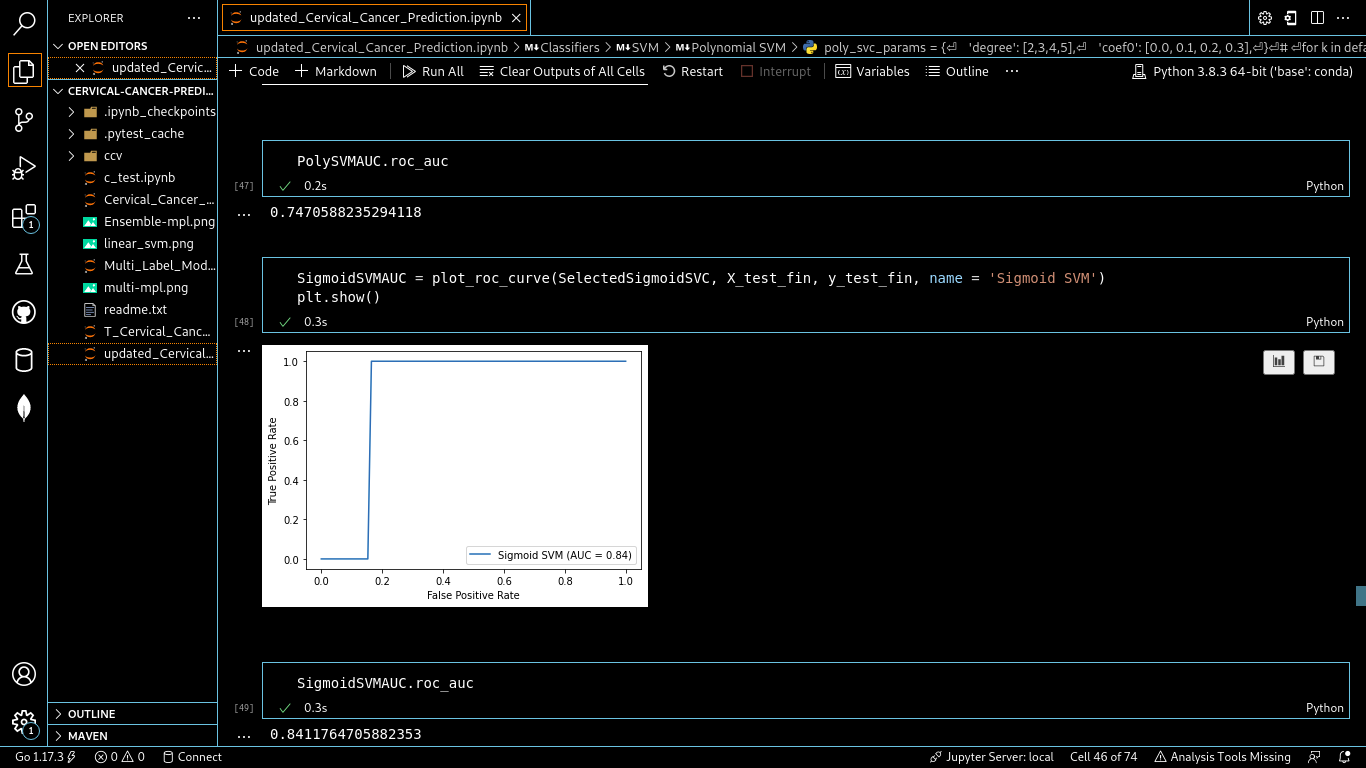 EXPLORER
OPEN EDITORS
updated_Cervic...
CERVICAL-CANCER-PREDI...
.ipynb_checkpoints
.pytest_cache
ccv
c_test.ipynb
Cervical_Cancer_...
Ensemble-mpl.png
linear_svm.png
Multi_Label_Mod...
multi-mpl.png
readme.txt
T_Cervical_Canc...
updated_Cervical...
OUTLINE
MAVEN
1
1
updated_Cervical_Cancer_Prediction.ipynb
updated_Cervical_Cancer_Prediction.ipynb > M↓Classifiers > M↓SVM > M↓Polynomial SVM > poly_svc_params = {⏎ 'degree': [2,3,4,5],⏎ 'coef0': [0.0, 0.1, 0.2, 0.3],⏎}⏎# ⏎for k in defa
Code Markdown Run All Clear Outputs of All Cells Restart Interrupt Variables Outline ··· Python 3.8.3 64-bit ('base': conda)
PolySVMAUC.roc_auc
[47] ✓ 0.2s Python
0.7470588235294118
SigmoidSVMAUC = plot_roc_curve(SelectedSigmoidSVC, X_test_fin, y_test_fin, name = 'Sigmoid SVM')
plt.show()
[48] ✓ 0.3s Python
1.0
0.8
0.6
0.4
0.2
0.0
True Positive Rate
Sigmoid SVM (AUC = 0.84)
0.0 0.2 0.4 0.6 0.8 1.0
False Positive Rate
SigmoidSVMAUC.roc_auc
[49] ✓ 0.3s Python
0.8411764705882353
Go 1.17.3 0 0 Connect Jupyter Server: local Cell 46 of 74 Analysis Tools Missing